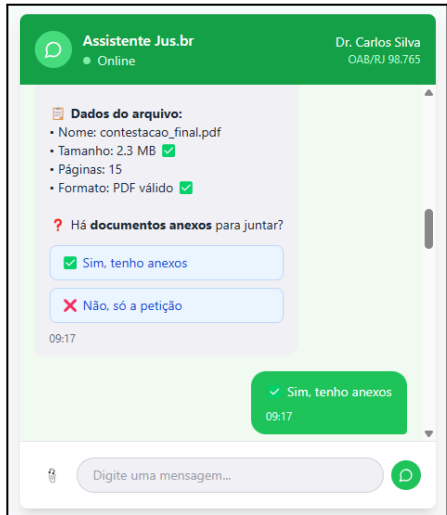 Assistente Jus.br
Online
Dr. Carlos Silva
OAB/RJ 98.765
Dados do arquivo:
• Nome: contestacao_final.pdf
• Tamanho: 2.3 MB ✅
• Páginas: 15
• Formato: PDF válido ✅
❓ Há documentos anexos para juntar?
✅ Sim, tenho anexos
❌ Não, só a petição
09:17
✅ Sim, tenho anexos
09:17
Digite uma mensagem...